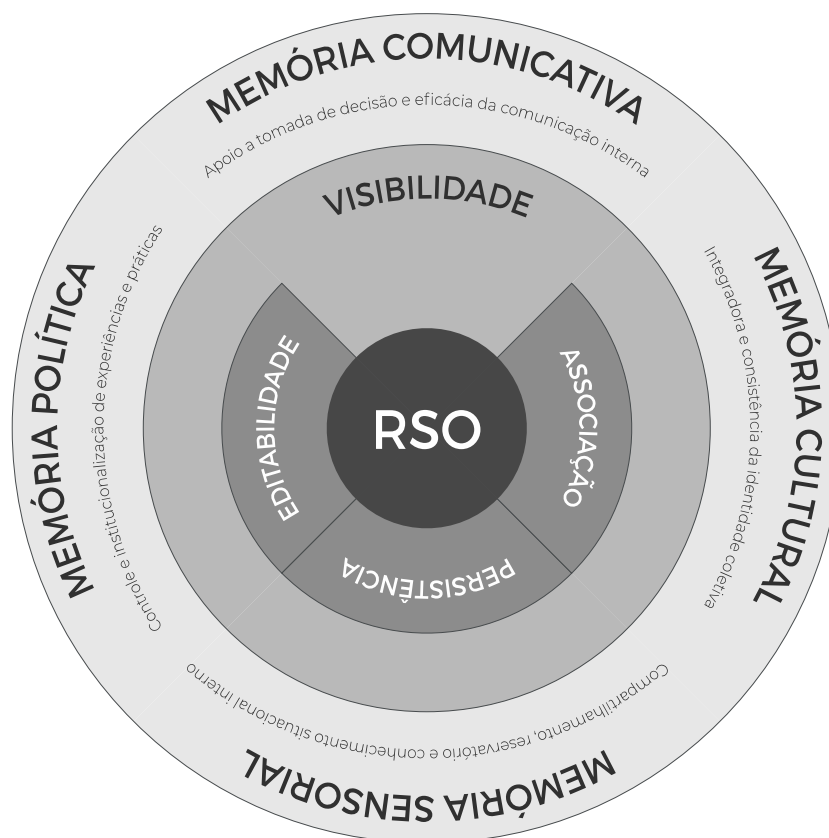 MEMÓRIA COMUNICATIVA
Apoio a tomada de decisão e eficácia da comunicação interna
VISIBILIDADE
MEMÓRIA POLÍTICA
Controle e institucionalização de experiências e práticas
EDITABILIDADE
RSO
ASSOCIAÇÃO
Integradora e consistência da identidade coletiva
MEMÓRIA CULTURAL
PERSISTÊNCIA
Compartilhamento, reservatório e conhecimento situacional interno
MEMÓRIA SENSORIAL